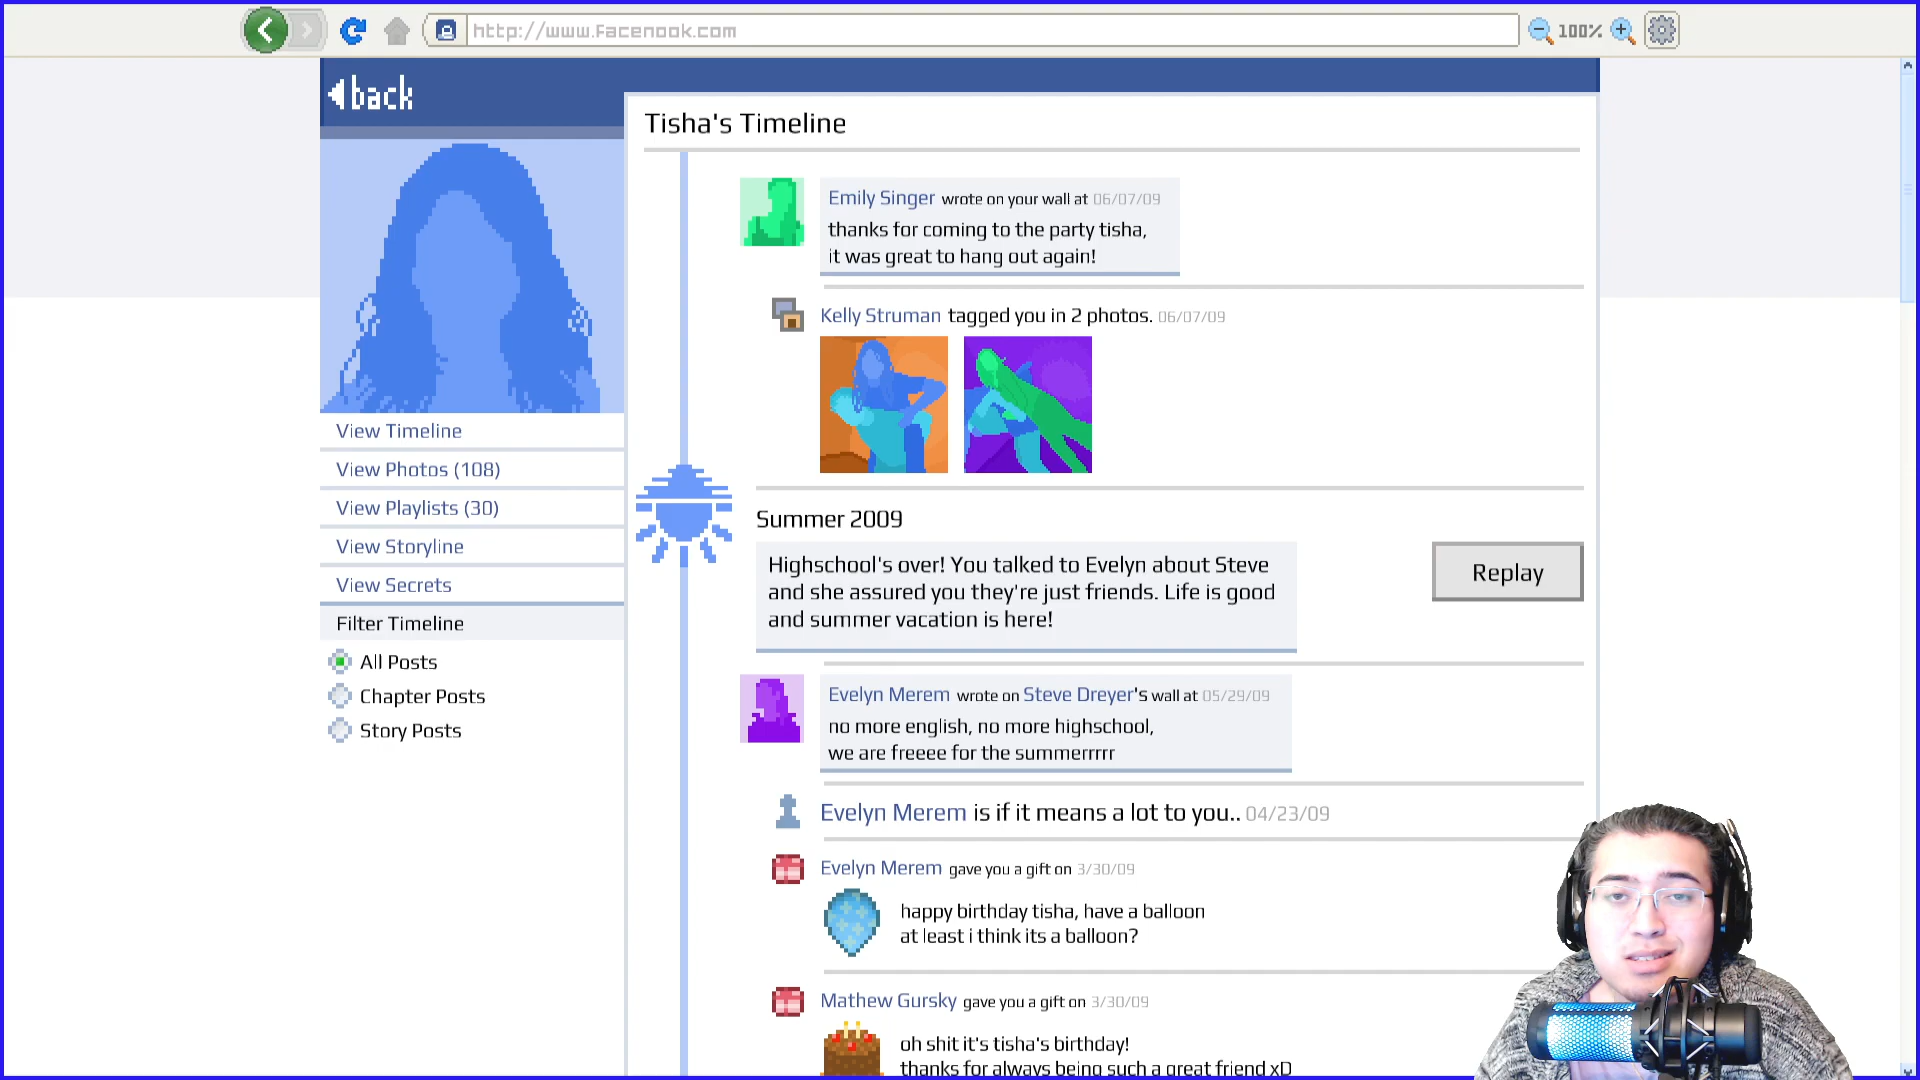 http://www.facenook.com
100%
back
Tisha's Timeline
Emily Singer wrote on your wall at 06/07/09
thanks for coming to the party tisha,
it was great to hang out again!
Kelly Struman tagged you in 2 photos. 06/07/09
View Timeline
View Photos (108)
View Playlists (30)
View Storyline
View Secrets
Filter Timeline
All Posts
Chapter Posts
Story Posts
Summer 2009
Highschool's over! You talked to Evelyn about Steve
and she assured you they're just friends. Life is good
and summer vacation is here!
Replay
Evelyn Merem wrote on Steve Dreyer's wall at 05/29/09
no more english, no more highschool,
we are freeee for the summerrrrr
Evelyn Merem is if it means a lot to you.. 04/23/09
Evelyn Merem gave you a gift on 3/30/09
happy birthday tisha, have a balloon
at least i think its a balloon?
Mathew Gursky gave you a gift on 3/30/09
oh shit it's tisha's birthday!
thanks for always being such a great friend xD